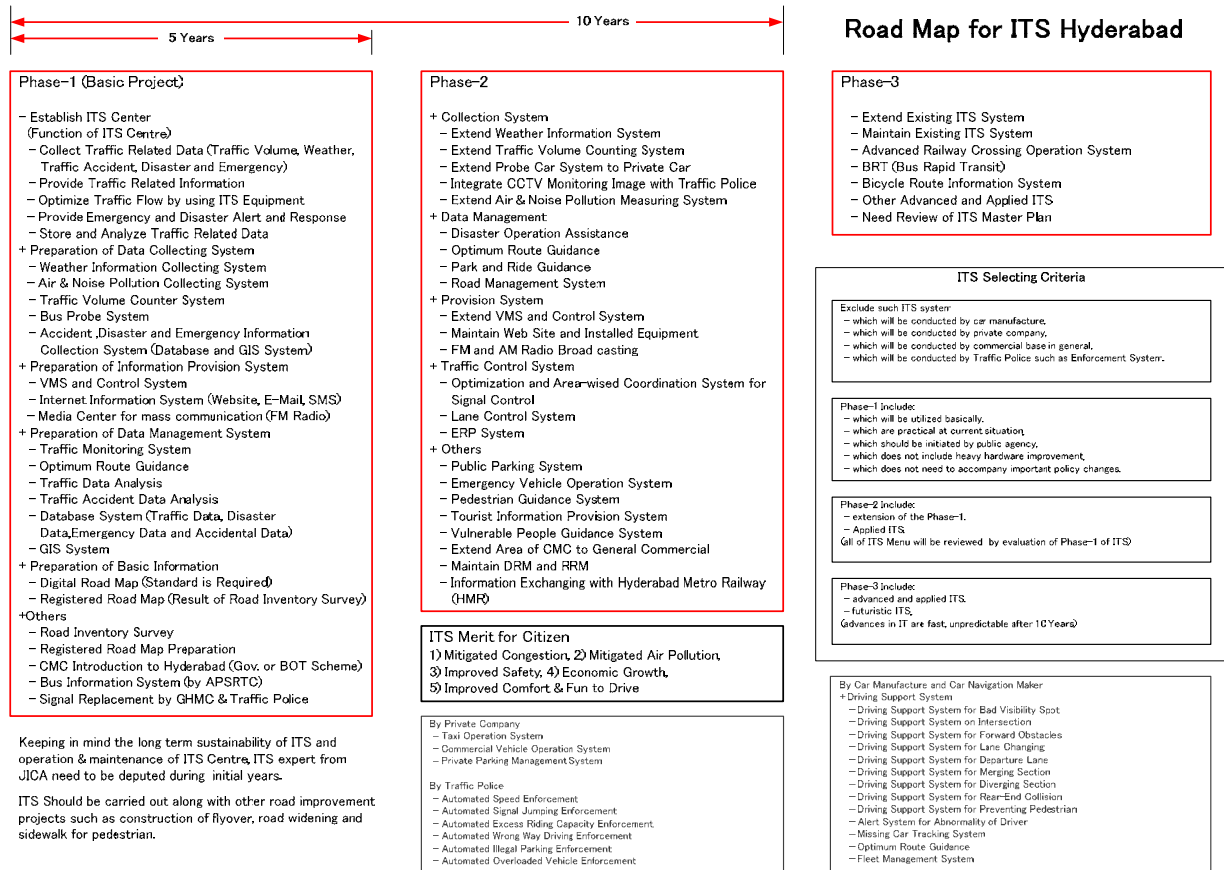 10 Years
5 Years
Road Map for ITS Hyderabad
Phase-1 (Basic Project)
- Establish ITS Center
(Function of ITS Centre)
- Collect Traffic Related Data (Traffic Volume, Weather,
Traffic Accident, Disaster and Emergency)
- Provide Traffic Related Information
- Optimize Traffic Flow by using ITS Equipment
- Provide Emergency and Disaster Alert and Response
- Store and Analyze Traffic Related Data
+ Preparation of Data Collecting System
- Weather Information Collecting System
- Air & Noise Pollution Collecting System
- Traffic Volume Counter System
- Bus Probe System
- Accident ,Disaster and Emergency Information
Collection System (Database and GIS System)
+ Preparation of Information Provision System
- VMS and Control System
- Internet Information System (Website, E-Mail, SMS)
- Media Center for mass communication (FM Radio)
+ Preparation of Data Management System
- Traffic Monitoring System
- Optimum Route Guidance
- Traffic Data Analysis
- Traffic Accident Data Analysis
- Database System (Traffic Data, Disaster
Data,Emergency Data and Accidental Data)
- GIS System
+ Preparation of Basic Information
- Digital Road Map (Standard is Required)
- Registered Road Map (Result of Road Inventory Survey)
+Others
- Road Inventory Survey
- Registered Road Map Preparation
- CMC Introduction to Hyderabad (Gov. or BOT Scheme)
- Bus Information System (by APSRTC)
- Signal Replacement by GHMC & Traffic Police
Keeping in mind the long term sustainability of ITS and
operation & maintenance of ITS Centre, ITS expert from
JICA need to be deputed during initial years.
ITS Should be carried out along with other road improvement
projects such as construction of flyover, road widening and
sidewalk for pedestrian.
Phase-2
+ Collection System
- Extend Weather Information System
- Extend Traffic Volume Counting System
- Extend Probe Car System to Private Car
- Integrate CCTV Monitoring Image with Traffic Police
- Extend Air & Noise Pollution Measuring System
+ Data Management
- Disaster Operation Assistance
- Optimum Route Guidance
- Park and Ride Guidance
- Road Management System
+ Provision System
- Extend VMS and Control System
- Maintain Web Site and Installed Equipment
- FM and AM Radio Broad casting
+ Traffic Control System
- Optimization and Area-wised Coordination System for
Signal Control
- Lane Control System
- ERP System
+ Others
- Public Parking System
- Emergency Vehicle Operation System
- Pedestrian Guidance System
- Tourist Information Provision System
- Vulnerable People Guidance System
- Extend Area of CMC to General Commercial
- Maintain DRM and RRM
- Information Exchanging with Hyderabad Metro Railway
(HMR)
ITS Merit for Citizen
1) Mitigated Congestion, 2) Mitigated Air Pollution,
3) Improved Safety, 4) Economic Growth,
5) Improved Comfort & Fun to Drive
By Private Company
- Taxi Operation System
- Commercial Vehicle Operation System
- Private Parking Management System
By Traffic Police
- Automated Speed Enforcement
- Automated Signal Jumping Enforcement
- Automated Excess Riding Capacity Enforcement
- Automated Wrong Way Driving Enforcement
- Automated Illegal Parking Enforcement
- Automated Overloaded Vehicle Enforcement
Phase-3
- Extend Existing ITS System
- Maintain Existing ITS System
- Advanced Railway Crossing Operation System
- BRT (Bus Rapid Transit)
- Bicycle Route Information System
- Other Advanced and Applied ITS
- Need Review of ITS Master Plan
ITS Selecting Criteria
Exclude such ITS system
- which will be conducted by car manufacture,
- which will be conducted by private company,
- which will be conducted by commercial base in general,
- which will be conducted by Traffic Police such as Enforcement System.
Phase-1 Include:
- which will be utilized basically.
- which are practical at current situation,
- which should be initiated by public agency,
- which does not include heavy hardware improvement,
- which does not need to accompany important policy changes.
Phase-2 Include:
- extension of the Phase-1.
- Applied ITS.
(all of ITS Menu will be reviewed by evaluation of Phase-1 of ITS)
Phase-3 Include:
- advanced and applied ITS.
- futuristic ITS,
(advances in IT are fast, unpredictable after 10 Years)
By Car Manufacture and Car Navigation Maker
+Driving Support System
- Driving Support System for Bad Visibility Spot
- Driving Support System on Intersection
- Driving Support System for Forward Obstacles
- Driving Support System for Lane Changing
- Driving Support System for Departure Lane
- Driving Support System for Merging Section
- Driving Support System for Diverging Section
- Driving Support System for Rear-End Collision
- Driving Support System for Preventing Pedestrian
- Alert System for Abnormality of Driver
- Missing Car Tracking System
- Optimum Route Guidance
- Fleet Management System